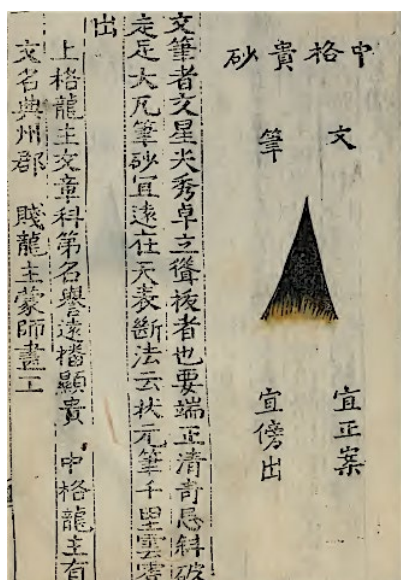 中格貴砂
文筆
宜正案
宜傍出
文筆者文星尖秀卓立聳拔者也要端正清奇忌斜破
走足大凡筆砂宜遠在天表斷法云狀元筆千里雲霄
出
上格龍主文章科第名譽遠播顯貴 中格龍主有
文名典州郡 賤龍主蒙師畫工